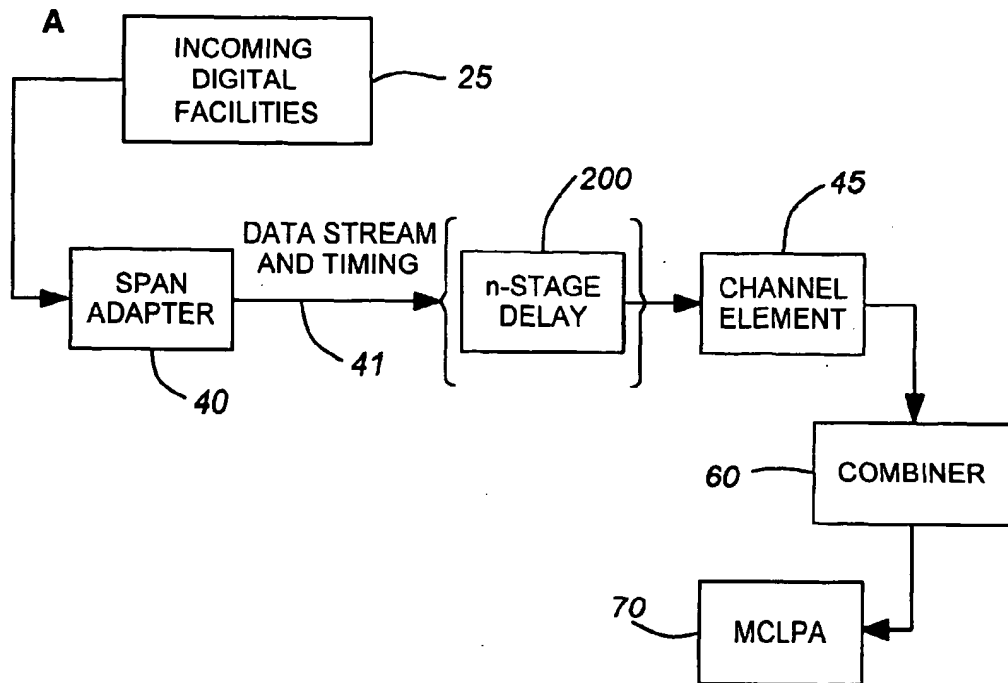 A
INCOMING
DIGITAL
FACILITIES
25
200
45
DATA STREAM
AND TIMING
SPAN
ADAPTER
n-STAGE
DELAY
CHANNEL
ELEMENT
41
40
60
COMBINER
70
MCLPA